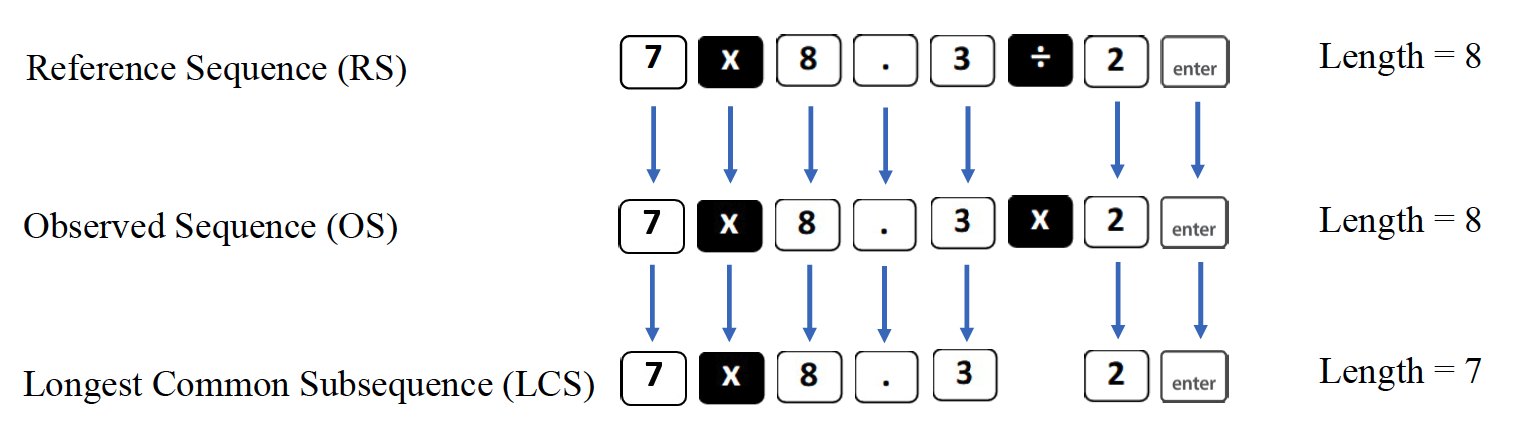 Reference Sequence (RS) 7 x 8 . 3 ÷ 2 enter Length = 8
Observed Sequence (OS) 7 x 8 . 3 x 2 enter Length = 8
Longest Common Subsequence (LCS) 7 x 8 . 3 2 enter Length = 7